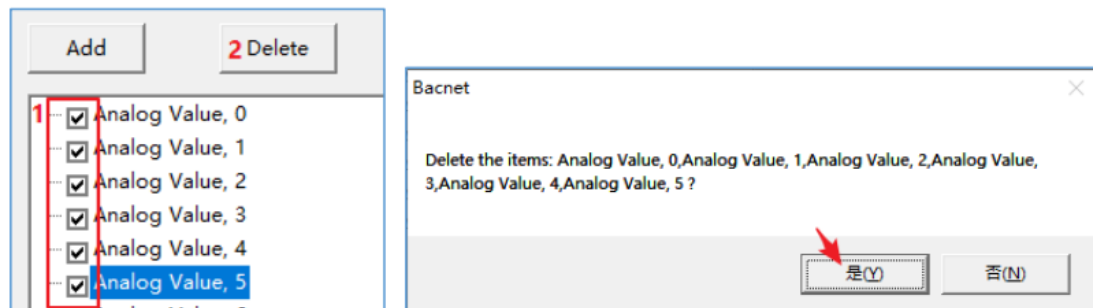 Add
2 Delete
1
Analog Value, 0
Analog Value, 1
Analog Value, 2
Analog Value, 3
Analog Value, 4
Analog Value, 5
Bacnet
Delete the items: Analog Value, 0,Analog Value, 1,Analog Value, 2,Analog Value,
3,Analog Value, 4,Analog Value, 5 ?
是(Y)
否(N)